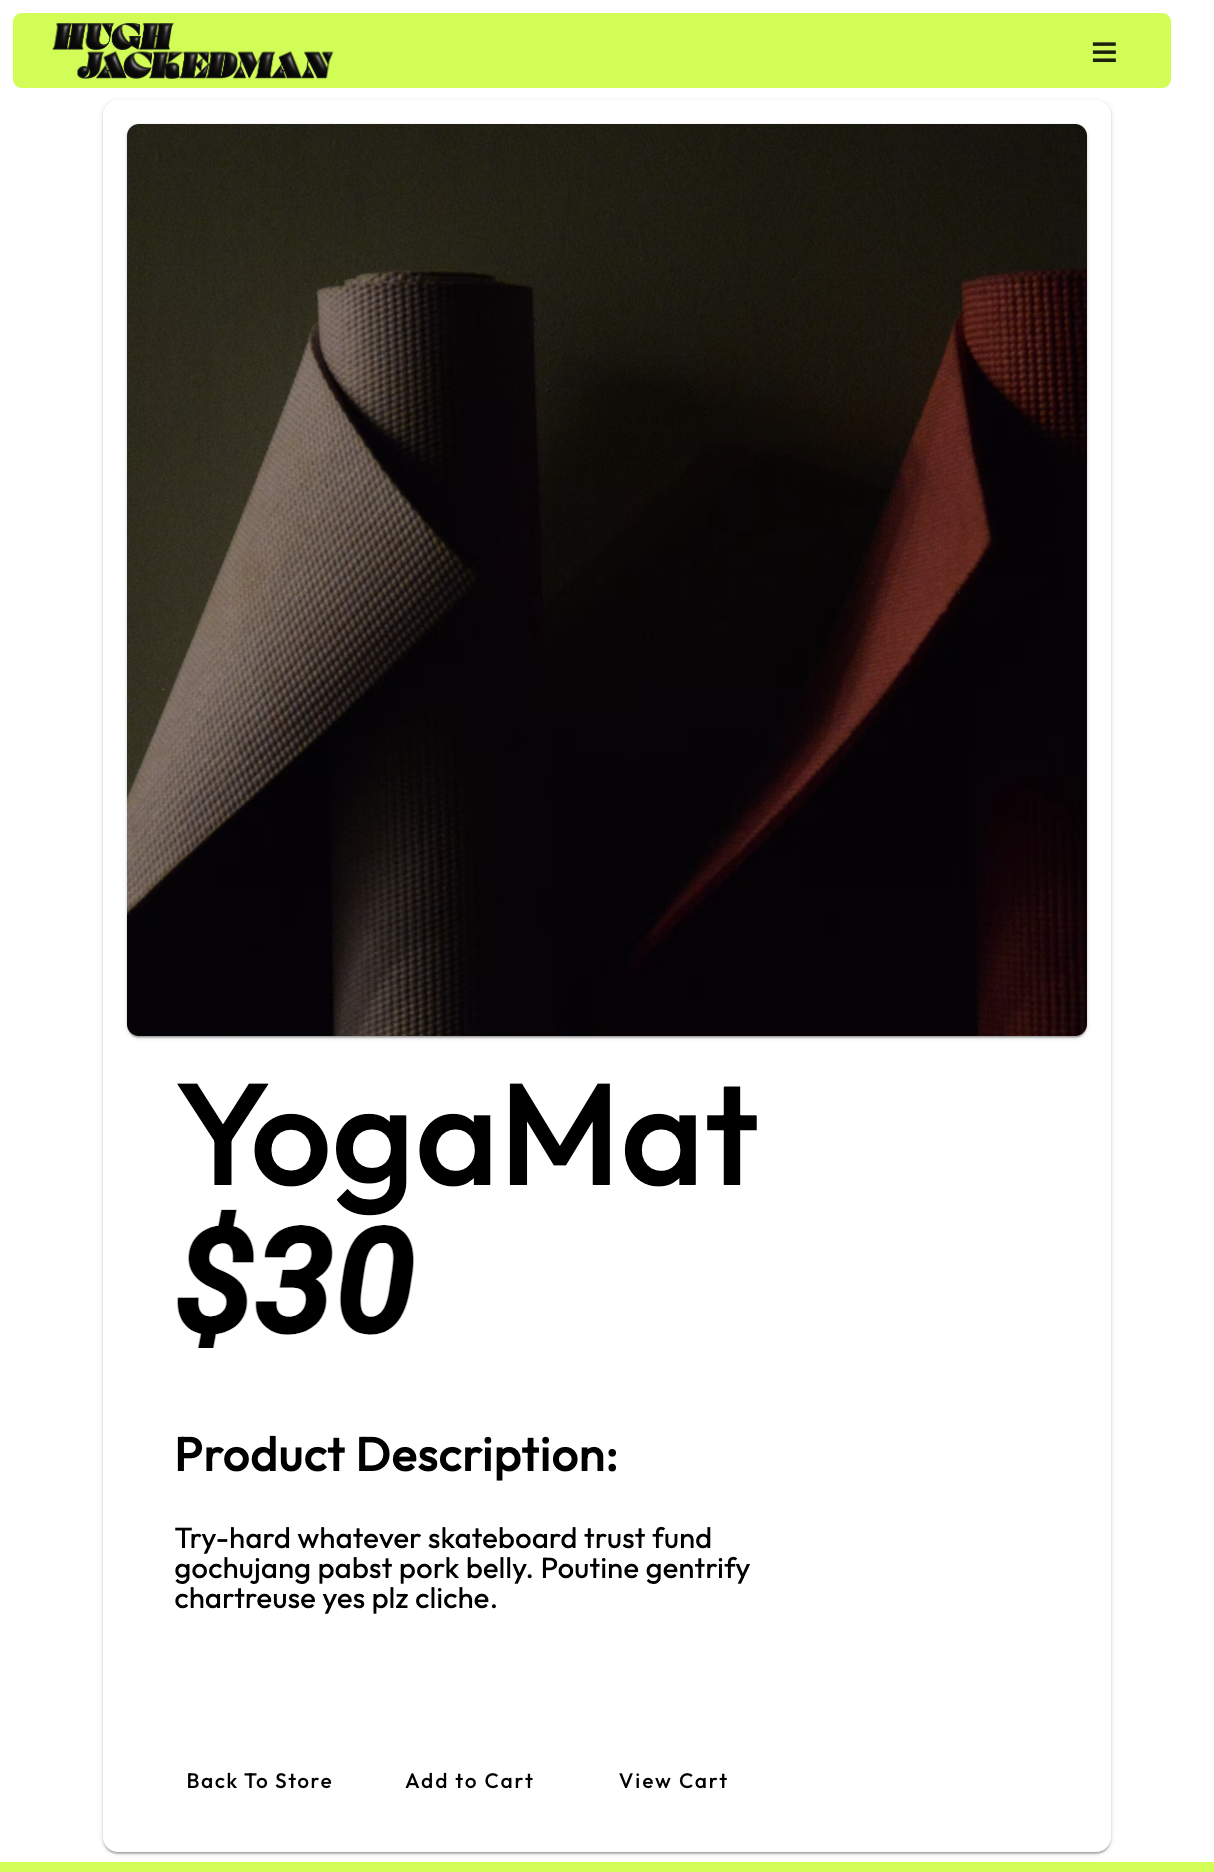 HUGH
JACKEDMAN
YogaMat
$30
Product Description:
Try-hard whatever skateboard trust fund
gochujang pabst pork belly. Poutine gentrify
chartreuse yes plz cliche.
Back To Store Add to Cart View Cart